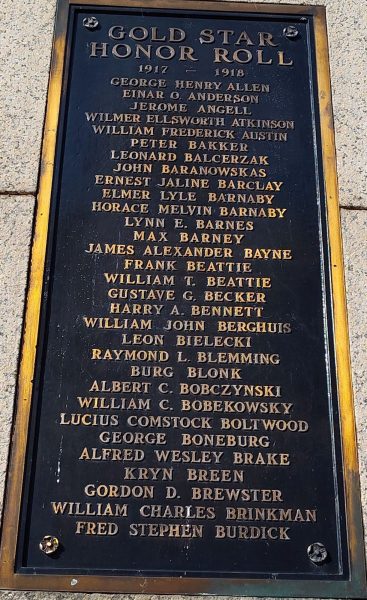 GOLD STAR
HONOR ROLL
1917 — 1918
GEORGE HENRY ALLEN
EINAR O. ANDERSON
JEROME ANGELL
WILMER ELLSWORTH ATKINSON
WILLIAM FREDERICK AUSTIN
PETER BAKKER
LEONARD BALCERZAK
JOHN BARANOWSKAS
ERNEST JALINE BARCLAY
ELMER LYLE BARNABY
HORACE MELVIN BARNABY
LYNN E. BARNES
MAX BARNEY
JAMES ALEXANDER BAYNE
FRANK BEATTIE
WILLIAM T. BEATTIE
GUSTAVE G. BECKER
HARRY A. BENNETT
WILLIAM JOHN BERGHUIS
LEON BIELECKI
RAYMOND L. BLEMMING
BURG BLONK
ALBERT C. BOBCZYNSKI
WILLIAM C. BOBEKOWSKY
LUCIUS COMSTOCK BOLTWOOD
GEORGE BONEBURG
ALFRED WESLEY BRAKE
KRYN BREEN
GORDON D. BREWSTER
WILLIAM CHARLES BRINKMAN
FRED STEPHEN BURDICK